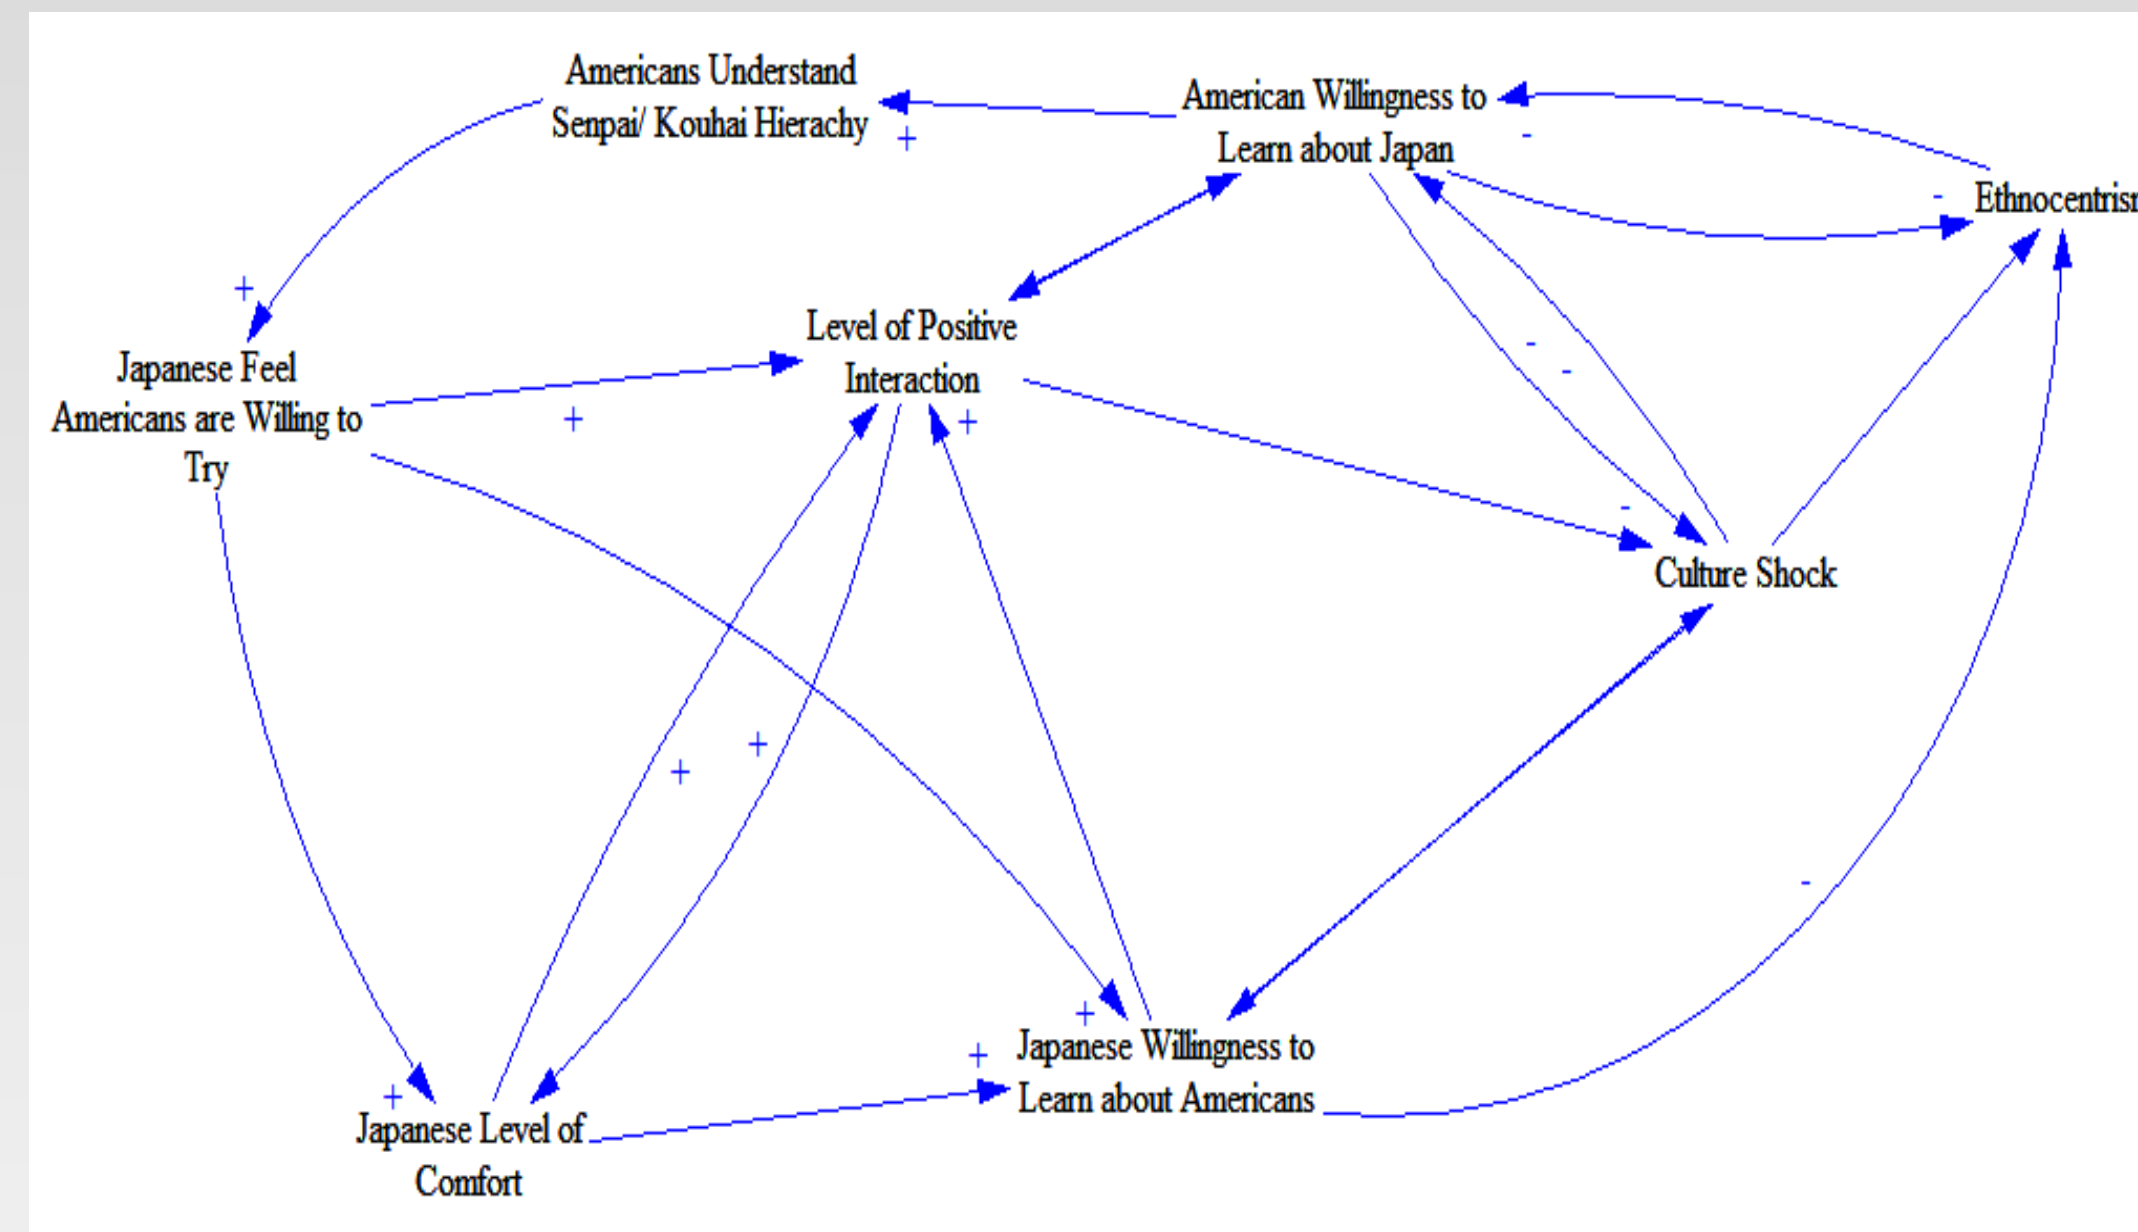 Americans Understand
Senpai/ Kouhai Hierachy
+
American Willingness to
Learn about Japan
-
-
Ethnocentrism
+
Japanese Feel
Americans are Willing to
Try
+
Level of Positive
Interaction
+
-
-
-
Culture Shock
+
+
-
+
Japanese Level of
Comfort
+
+
Japanese Willingness to
Learn about Americans